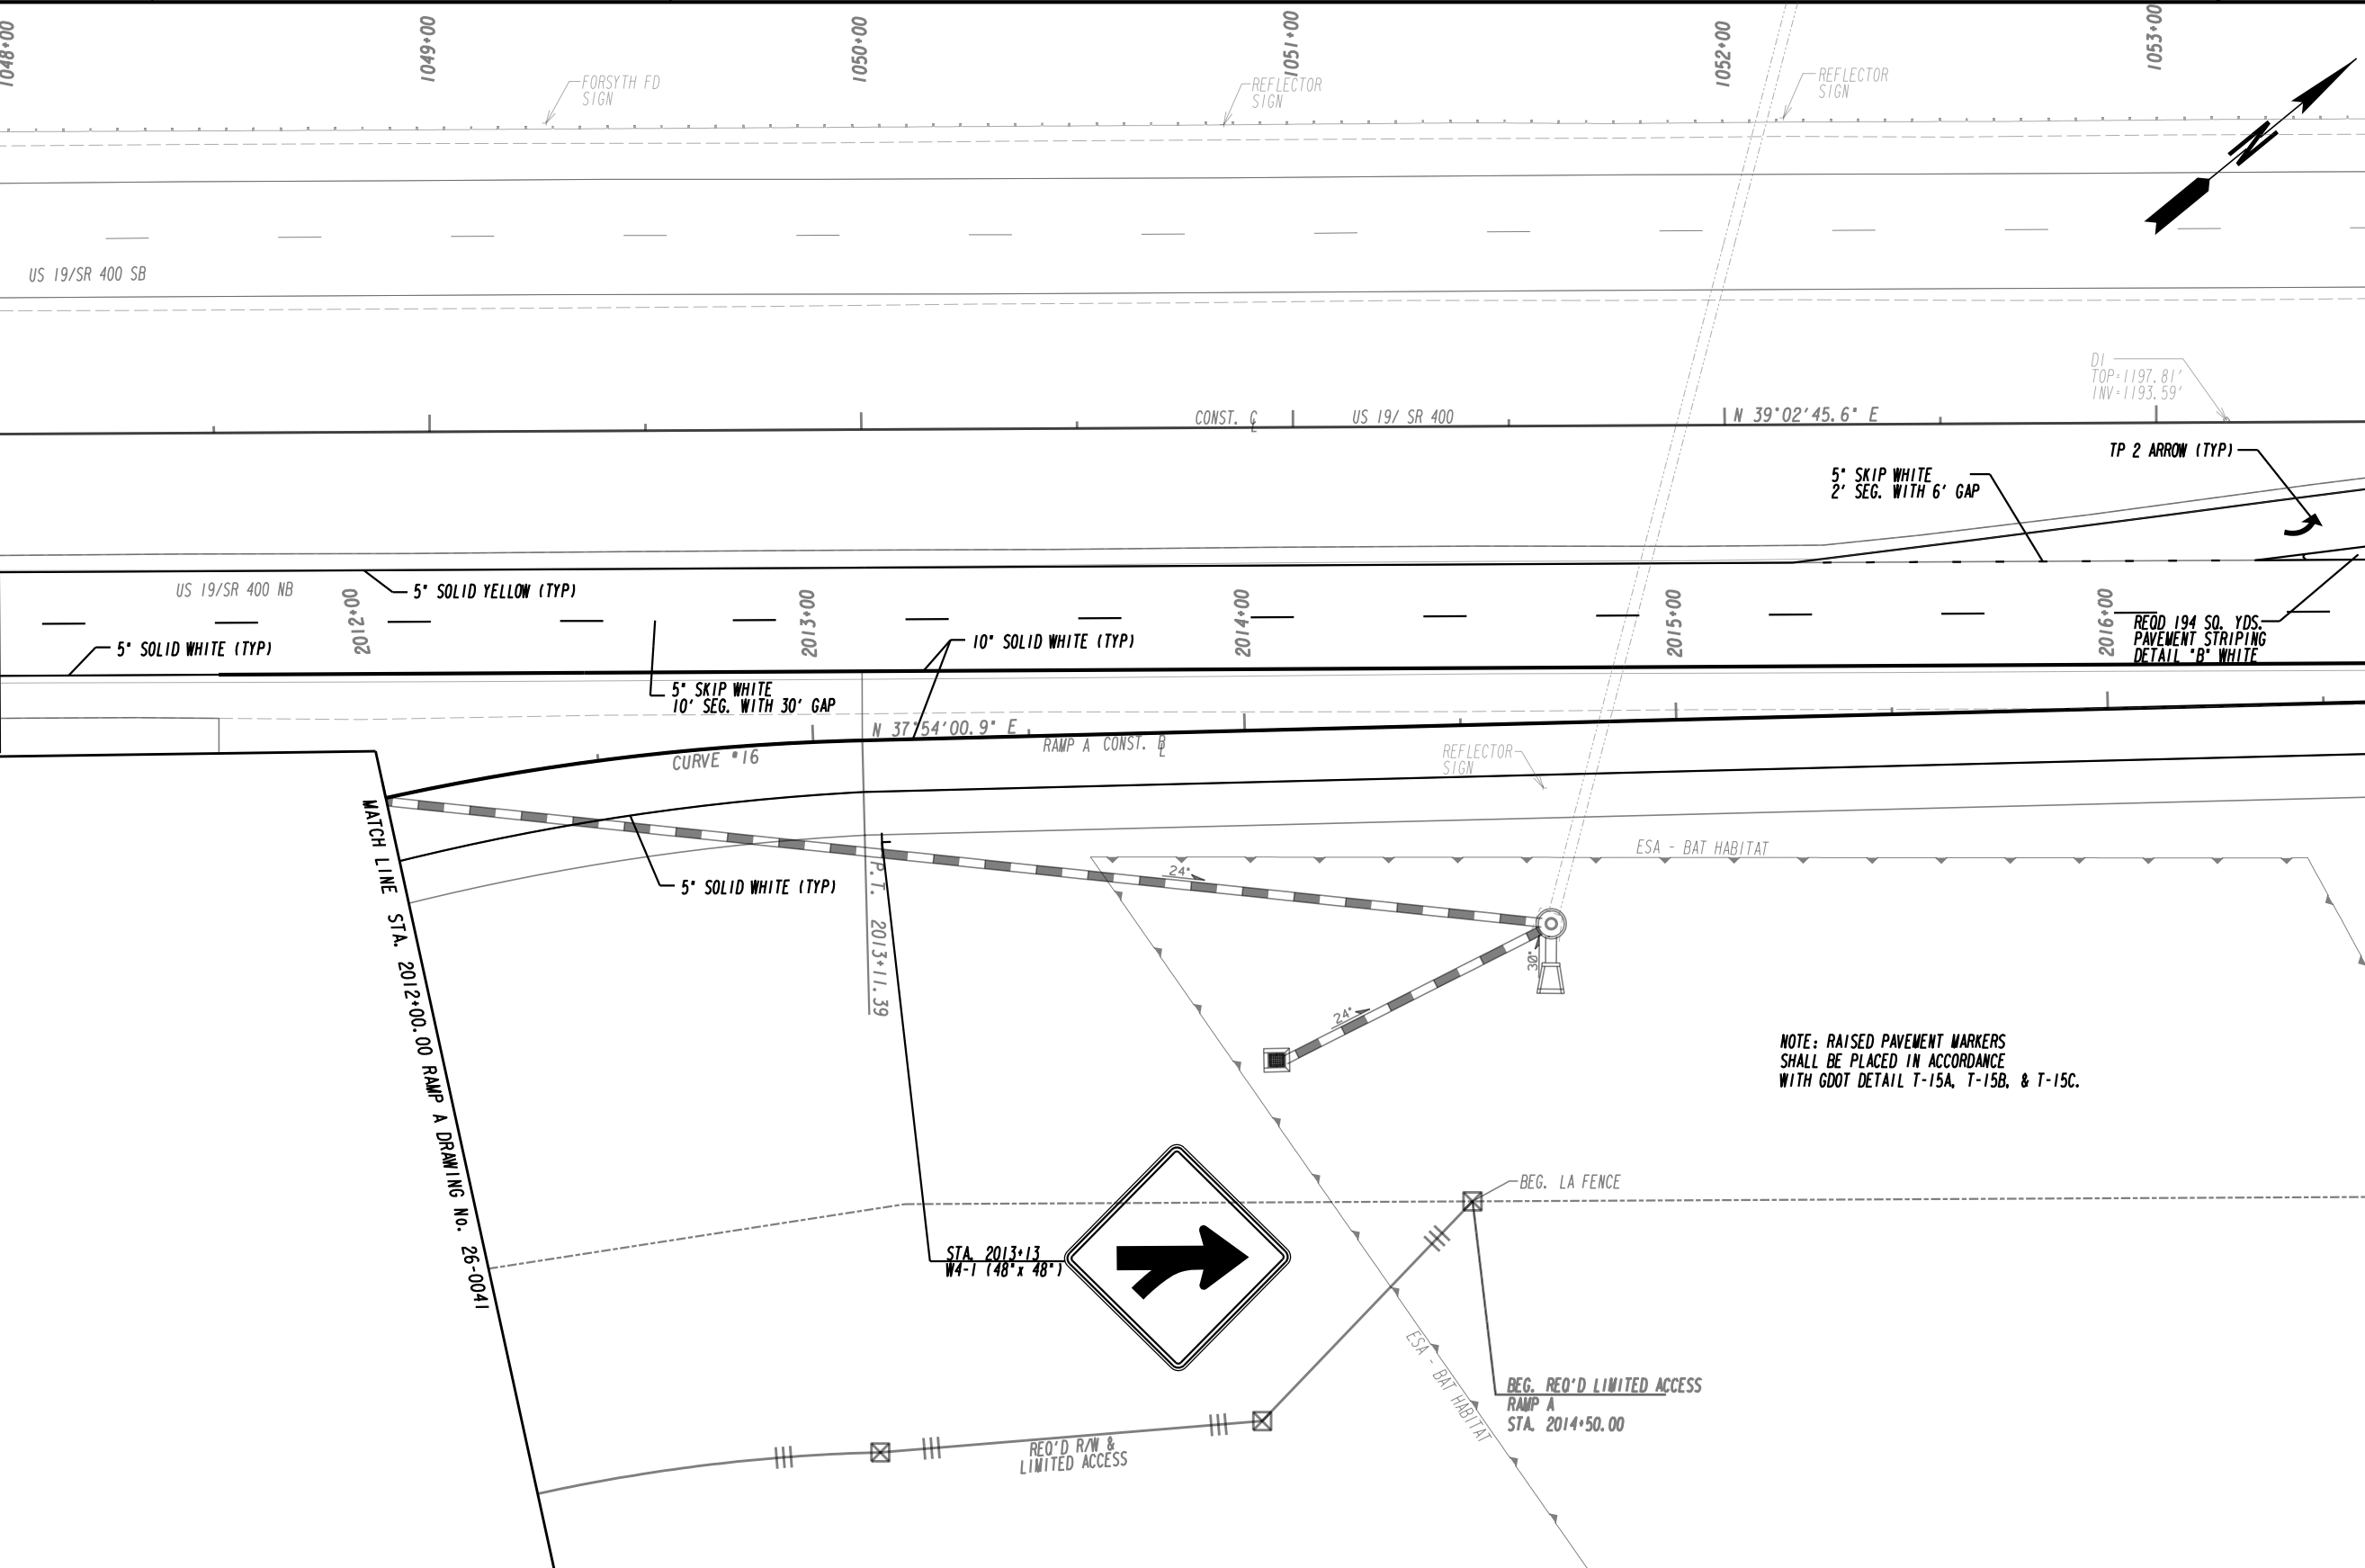 1048+00
1049+00
1050+00
1051+00
1052+00
1053+00
FORSYTH FD
SIGN
REFLECTOR
SIGN
REFLECTOR
SIGN
N
US 19/SR 400 SB
DI
TOP=1197.81'
INV=1193.59'
CONST. ℄
US 19/ SR 400
N 39°02'45.6" E
TP 2 ARROW (TYP)
5" SKIP WHITE
2' SEG. WITH 6' GAP
US 19/SR 400 NB
5" SOLID YELLOW (TYP)
2012+00
2013+00
2014+00
2015+00
2016+00
5" SOLID WHITE (TYP)
10" SOLID WHITE (TYP)
REQD 194 SQ. YDS.
PAVEMENT STRIPING
DETAIL "B" WHITE
5" SKIP WHITE
10' SEG. WITH 30' GAP
N 37°54'00.9" E
CURVE #16
RAMP A CONST. ℄
REFLECTOR
SIGN
MATCH LINE STA. 2012+00.00 RAMP A DRAWING No. 26-0041
5" SOLID WHITE (TYP)
P.T. 2013+11.39
24"
ESA - BAT HABITAT
30"
24"
NOTE: RAISED PAVEMENT MARKERS
SHALL BE PLACED IN ACCORDANCE
WITH GDOT DETAIL T-15A, T-15B, & T-15C.
BEG. LA FENCE
STA. 2013+13
W4-1 (48"x 48")
ESA - BAT HABITAT
BEG. REQ'D LIMITED ACCESS
RAMP A
STA. 2014+50.00
REQ'D R/W &
LIMITED ACCESS